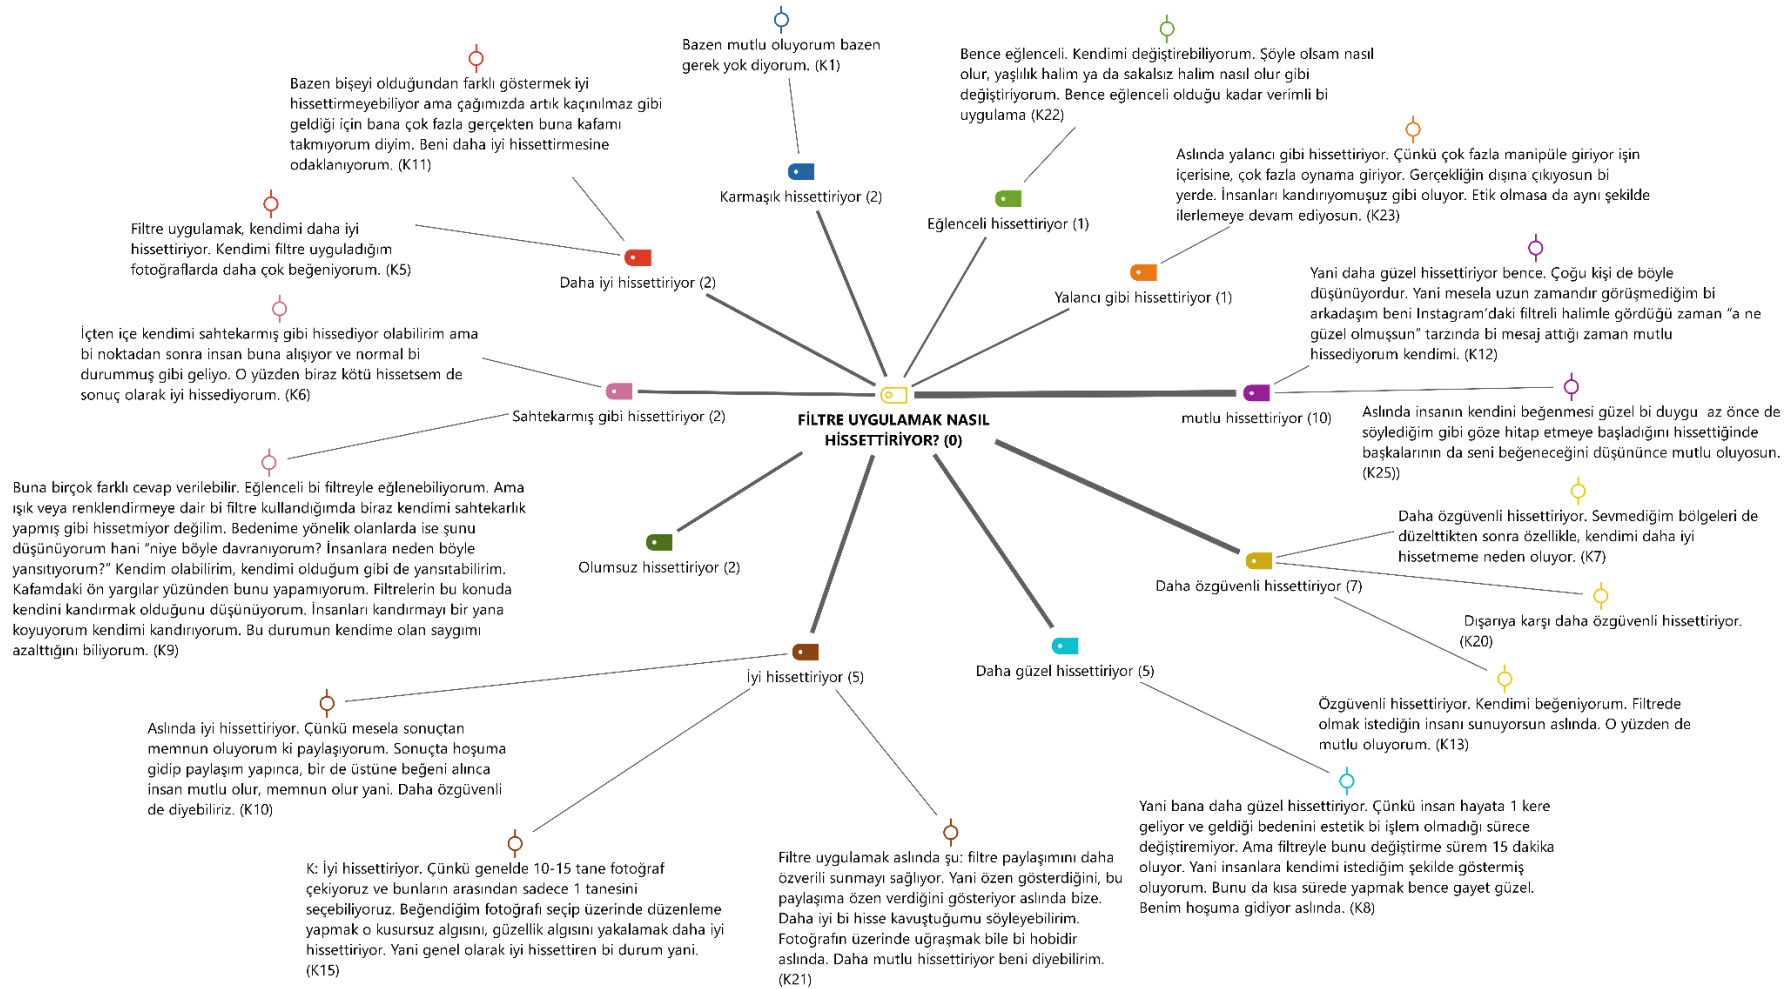 Bazen mutlu oluyorum bazen
gerek yok diyorum. (K1)
Bence eğlenceli. Kendimi değiştirebiliyorum. Şöyle olsam nasıl
olur, yaşlılık halim ya da sakalsız halim nasıl olur gibi
değiştiriyorum. Bence eğlenceli olduğu kadar verimli bi
uygulama (K22)
Bazen bişeyi olduğundan farklı göstermek iyi
hissettirmeyebiliyor ama çağımızda artık kaçınılmaz gibi
geldiği için bana çok fazla gerçekten buna kafamı
takmıyorum diyim. Beni daha iyi hissettirmesine
odaklanıyorum. (K11)
Aslında yalancı gibi hissettiriyor. Çünkü çok fazla manipüle giriyor işin
içerisine, çok fazla oynama giriyor. Gerçekliğin dışına çıkıyosun bi
yerde. İnsanları kandırıyomuşuz gibi oluyor. Etik olmasa da aynı şekilde
ilerlemeye devam ediyosun. (K23)
Karmaşık hissettiriyor (2)
Eğlenceli hissettiriyor (1)
Filtre uygulamak, kendimi daha iyi
hissettiriyor. Kendimi filtre uyguladığım
fotoğraflarda daha çok beğeniyorum. (K5)
Daha iyi hissettiriyor (2)
Yalancı gibi hissettiriyor (1)
Yani daha güzel hissettiriyor bence. Çoğu kişi de böyle
düşünüyordur. Yani mesela uzun zamandır görüşmediğim bi
arkadaşım beni Instagram’daki filtreli halimle gördüğü zaman “a ne
güzel olmuşsun” tarzında bi mesaj attığı zaman mutlu
hissediyorum kendimi. (K12)
İçten içe kendimi sahtekarmış gibi hissediyor olabilirim ama
bi noktadan sonra insan buna alışıyor ve normal bi
durummuş gibi geliyo. O yüzden biraz kötü hissetsem de
sonuç olarak iyi hissediyorum. (K6)
Sahtekarmış gibi hissettiriyor (2)
FİLTRE UYGULAMAK NASIL
HİSSETTİRİYOR? (0)
mutlu hissettiriyor (10)
Aslında insanın kendini beğenmesi güzel bi duygu  az önce de
söylediğim gibi göze hitap etmeye başladığını hissettiğinde
başkalarının da seni beğeneceğini düşününce mutlu oluyosun.
(K25))
Buna birçok farklı cevap verilebilir. Eğlenceli bi filtreyle eğlenebiliyorum. Ama
ışık veya renklendirmeye dair bi filtre kullandığımda biraz kendimi sahtekarlık
yapmış gibi hissetmiyor değilim. Bedenime yönelik olanlarda ise şunu
düşünüyorum hani “niye böyle davranıyorum? İnsanlara neden böyle
yansıtıyorum?” Kendim olabilirim, kendimi olduğum gibi de yansıtabilirim.
Kafamdaki ön yargılar yüzünden bunu yapamıyorum. Filtrelerin bu konuda
kendini kandırmak olduğunu düşünüyorum. İnsanları kandırmayı bir yana
koyuyorum kendimi kandırıyorum. Bu durumun kendime olan saygımı
azalttığını biliyorum. (K9)
Olumsuz hissettiriyor (2)
Daha özgüvenli hissettiriyor. Sevmediğim bölgeleri de
düzelttikten sonra özellikle, kendimi daha iyi
hissetmeme neden oluyor. (K7)
Daha özgüvenli hissettiriyor (7)
Dışarıya karşı daha özgüvenli hissettiriyor.
(K20)
İyi hissettiriyor (5)
Daha güzel hissettiriyor (5)
Özgüvenli hissettiriyor. Kendimi beğeniyorum. Filtrede
olmak istediğin insanı sunuyorsun aslında. O yüzden de
mutlu oluyorum. (K13)
Aslında iyi hissettiriyor. Çünkü mesela sonuçtan
memnun oluyorum ki paylaşıyorum. Sonuçta hoşuma
gidip paylaşım yapınca, bir de üstüne beğeni alınca
insan mutlu olur, memnun olur yani. Daha özgüvenli
de diyebiliriz. (K10)
Yani bana daha güzel hissettiriyor. Çünkü insan hayata 1 kere
geliyor ve geldiği bedenini estetik bi işlem olmadığı sürece
değiştiremiyor. Ama filtreyle bunu değiştirme sürem 15 dakika
oluyor. Yani insanlara kendimi istediğim şekilde göstermiş
oluyorum. Bunu da kısa sürede yapmak bence gayet güzel.
Benim hoşuma gidiyor aslında. (K8)
K: İyi hissettiriyor. Çünkü genelde 10-15 tane fotoğraf
çekiyoruz ve bunların arasından sadece 1 tanesini
seçebiliyoruz. Beğendiğim fotoğrafı seçip üzerinde düzenleme
yapmak o kusursuz algısını, güzellik algısını yakalamak daha iyi
hissettiriyor. Yani genel olarak iyi hissettiren bi durum yani.
(K15)
Filtre uygulamak aslında şu: filtre paylaşımını daha
özverili sunmayı sağlıyor. Yani özen gösterdiğini, bu
paylaşıma özen verdiğini gösteriyor aslında bize.
Daha iyi bi hisse kavuştuğumu söyleyebilirim.
Fotoğrafın üzerinde uğraşmak bile bi hobidir
aslında. Daha mutlu hissettiriyor beni diyebilirim.
(K21)